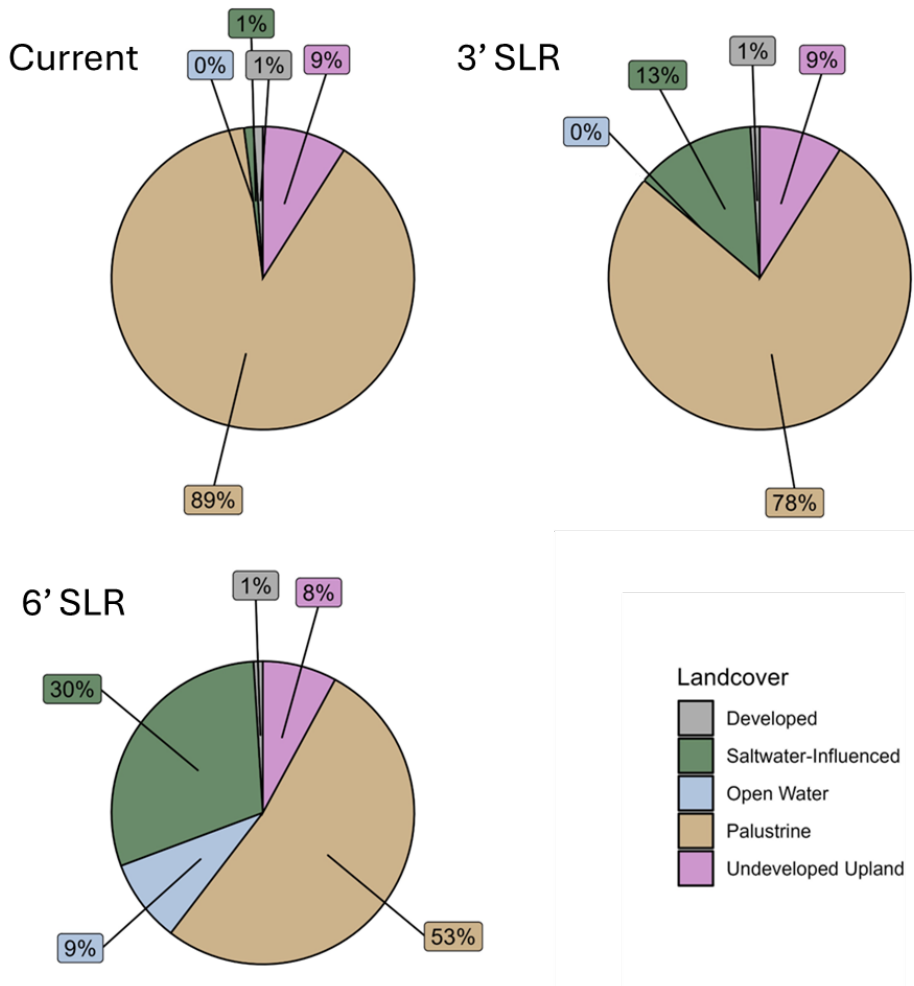 Current
1%
0%
1%
9%
89%
3’ SLR
1%
13%
9%
0%
78%
6’ SLR
1%
8%
30%
9%
53%
Landcover
Developed
Saltwater-Influenced
Open Water
Palustrine
Undeveloped Upland